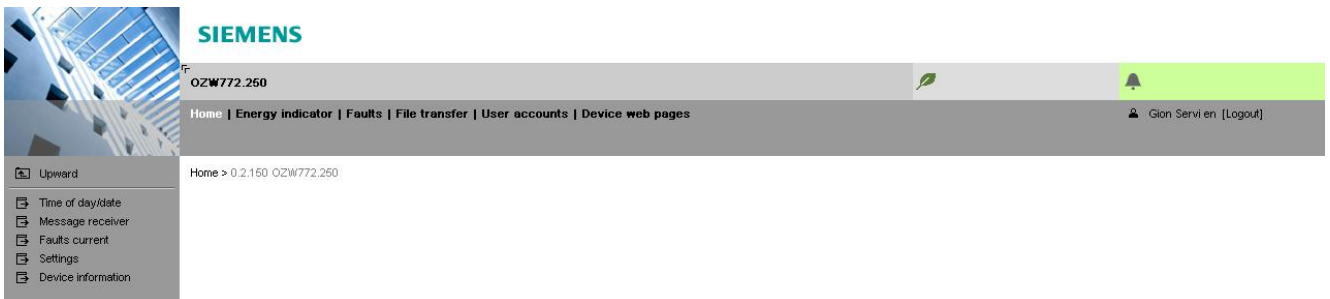 SIEMENS
OZW772.250
Home | Energy indicator | Faults | File transfer | User accounts | Device web pages
Gion Servi en [Logout]
Upward
Home > 0.2.150 OZW772.250
Time of day/date
Message receiver
Faults current
Settings
Device information